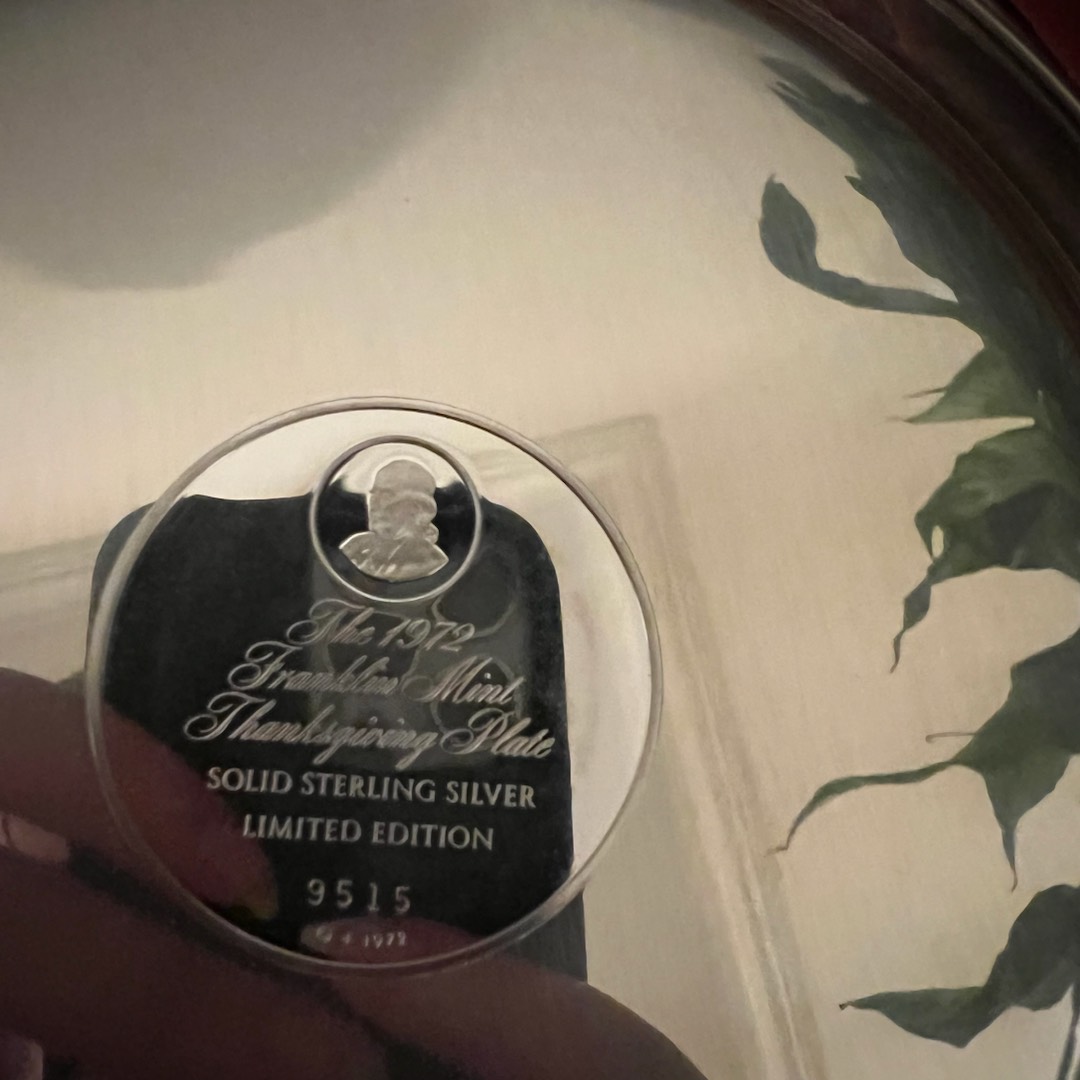 The 1972
Franklin Mint
Thanksgiving Plate
SOLID STERLING SILVER
LIMITED EDITION
9515
1972